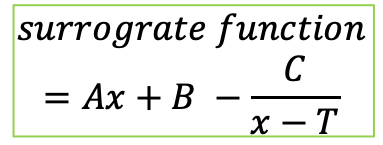 surrograte function
= Ax + B − C / (x − T)